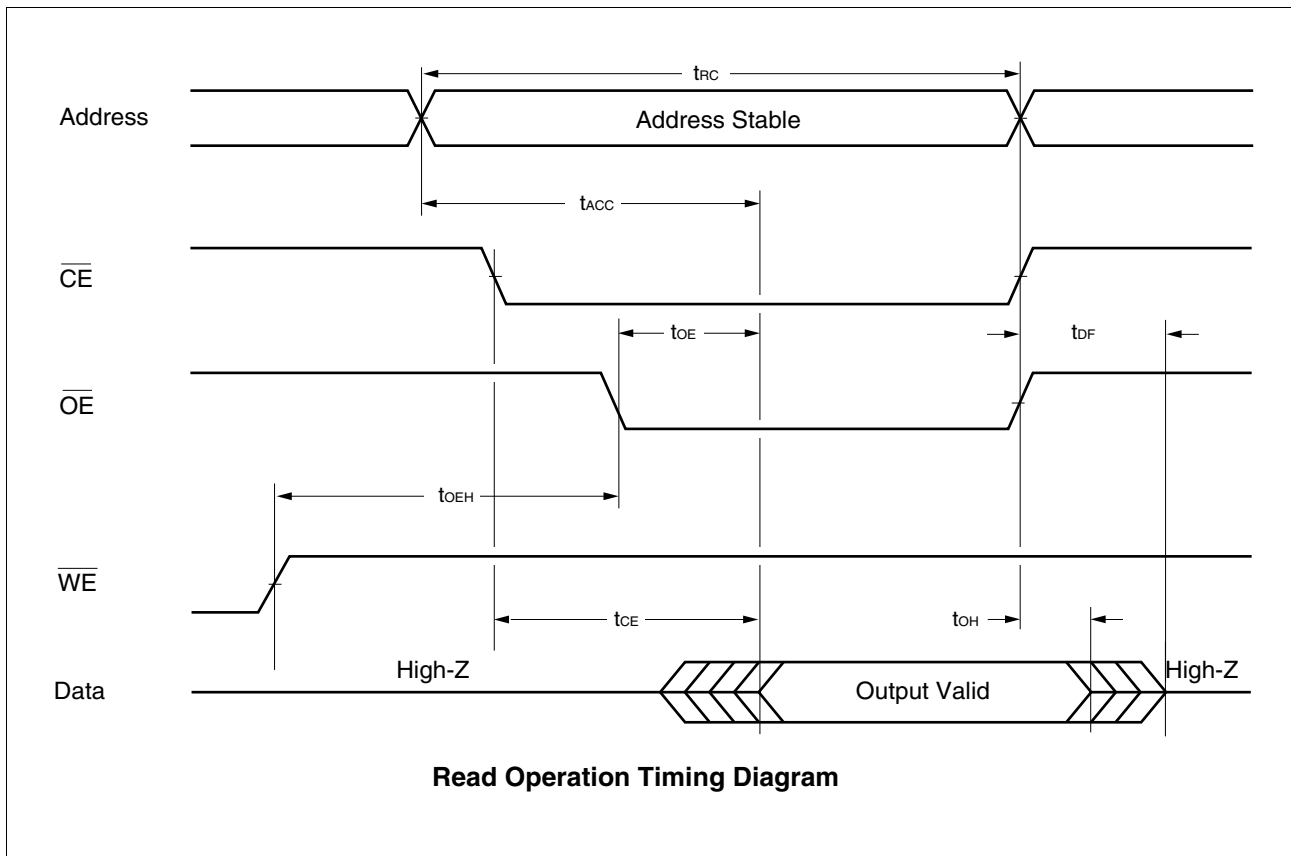 tRC
Address
Address Stable
tACC
CE
tOE
tDF
OE
tOEH
WE
tCE
tOH
High-Z
High-Z
Data
Output Valid
Read Operation Timing Diagram